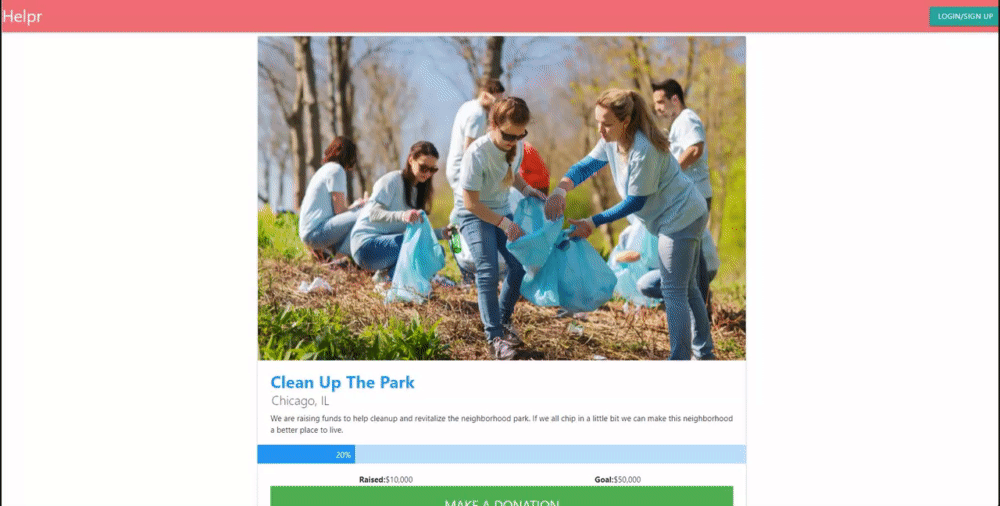 Helpr
LOGIN/SIGN UP
Clean Up The Park
Chicago, IL
We are raising funds to help cleanup and revitalize the neighborhood park. If we all chip in a little bit we can make this neighborhood
a better place to live.
20%
Raised:$10,000 Goal:$50,000
MAKE A DONATION